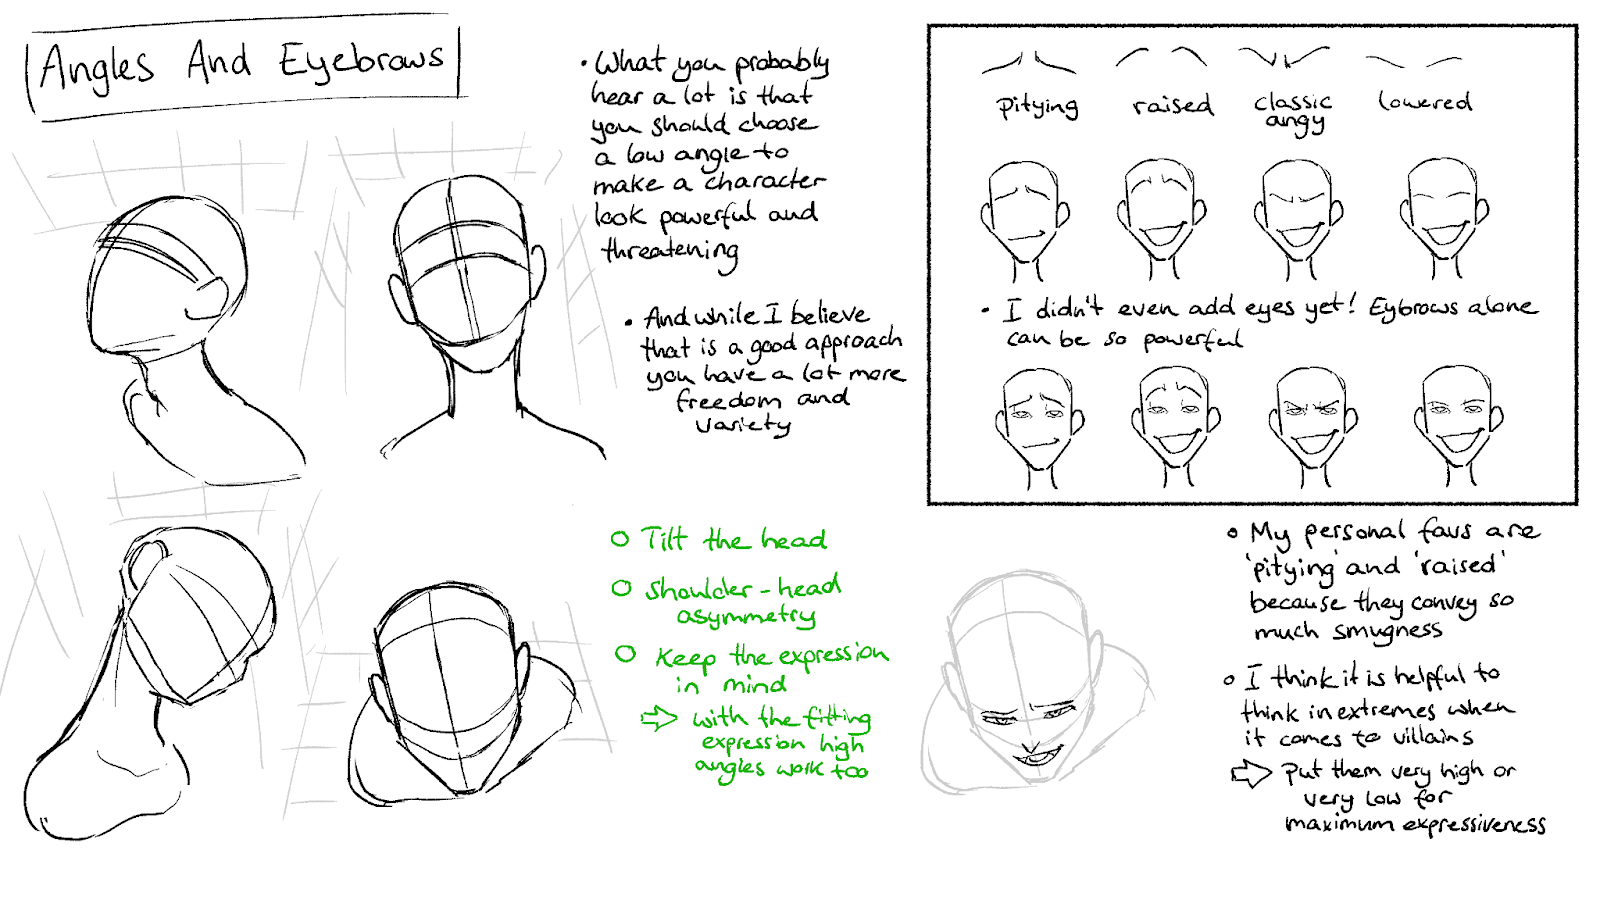 Angles And Eyebrows
• What you probably
hear a lot is that
you should choose
a low angle to
make a character
look powerful and
threatening
• And while I believe
that is a good approach
you have a lot more
freedom and
variety
pitying
raised
classic
angy
lowered
• I didn't even add eyes yet! Eybrows alone
can be so powerful
o Tilt the head
o Shoulder-head
asymmetry
o Keep the expression
in mind
⇨ with the fitting
expression high
angles work too
o My personal favs are
'pitying' and 'raised'
because they convey so
much smugness
o I think it is helpful to
think in extremes when
it comes to villains
⇨ Put them very high or
very low for
maximum expressiveness